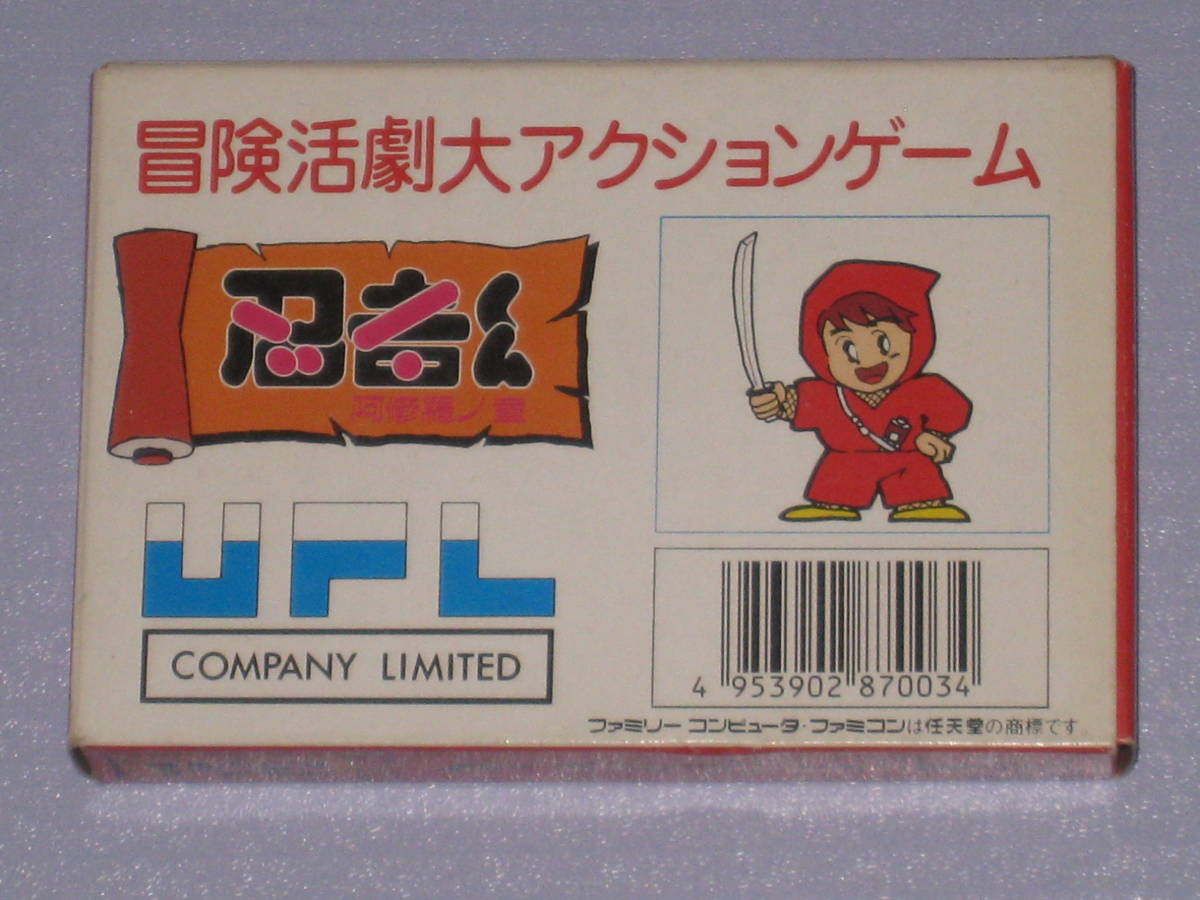 冒険活劇大アクションゲーム
忍者くん
阿修羅ノ章
UPL
COMPANY LIMITED
4 953902 870034
ファミリー コンピュータ・ファミコンは任天堂の商標です。